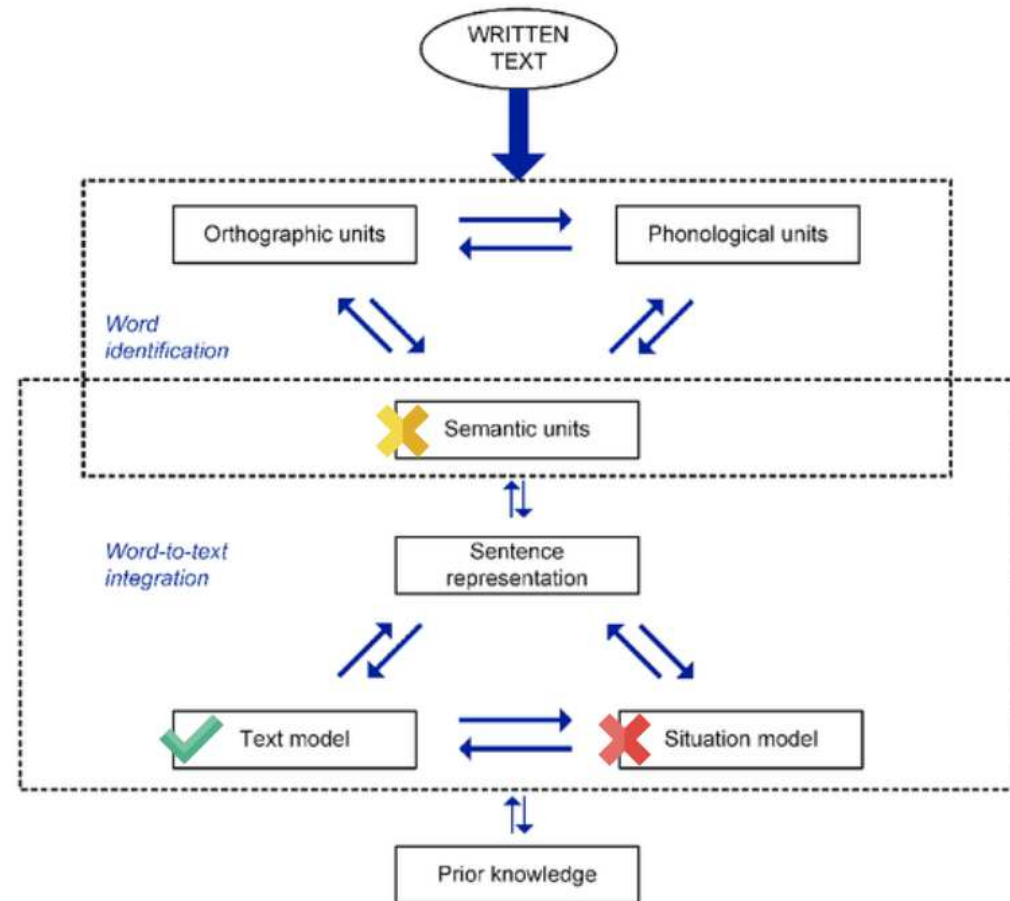 WRITTEN
TEXT
Orthographic units
Phonological units
Word
identification
Semantic units
Word-to-text
integration
Sentence
representation
Text model
Situation model
Prior knowledge